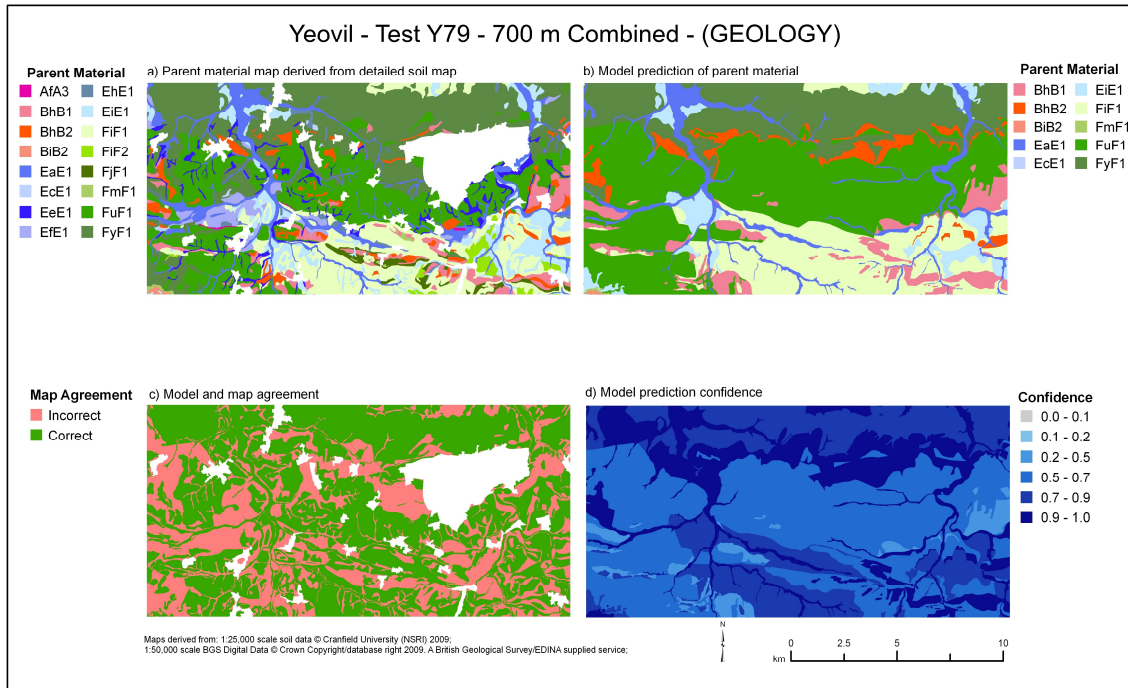 Yeovil - Test Y79 - 700 m Combined - (GEOLOGY)
Parent Material
AfA3 EhE1
BhB1 EiE1
BhB2 FiF1
BiB2 FiF2
EaE1 FjF1
EcE1 FmF1
EeE1 FuF1
EfE1 FyF1
a) Parent material map derived from detailed soil map
b) Model prediction of parent material
Parent Material
BhB1 EiE1
BhB2 FiF1
BiB2 FmF1
EaE1 FuF1
EcE1 FyF1
Map Agreement
Incorrect
Correct
c) Model and map agreement
d) Model prediction confidence
Confidence
0.0 - 0.1
0.1 - 0.2
0.2 - 0.5
0.5 - 0.7
0.7 - 0.9
0.9 - 1.0
Maps derived from: 1:25,000 scale soil data © Cranfield University (NSRI) 2009;
1:50,000 scale BGS Digital Data © Crown Copyright/database right 2009. A British Geological Survey/EDINA supplied service;
N
0 2.5 5 10
km